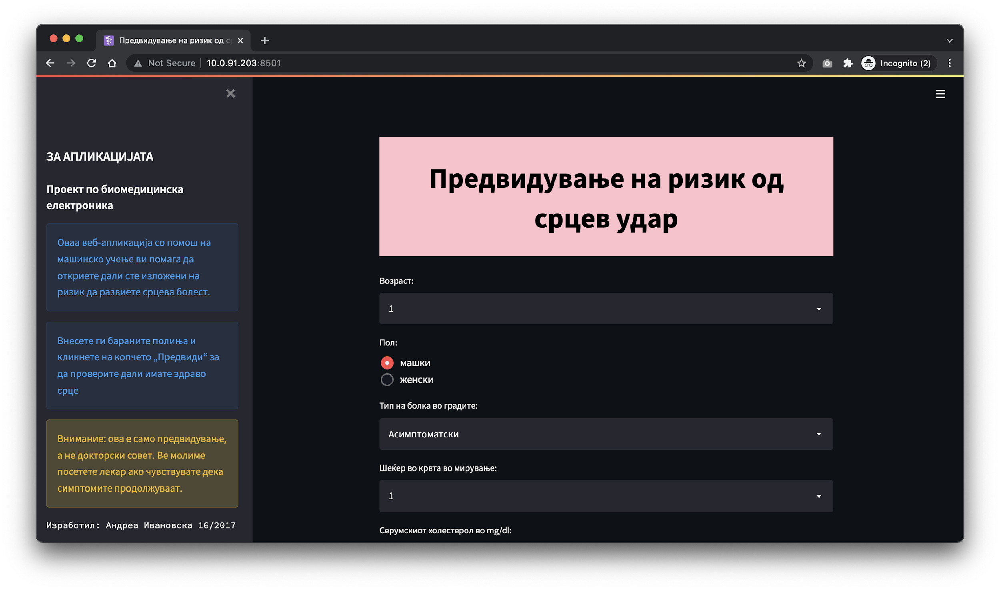 Предвидување на ризик од ср
Not Secure
10.0.91.203:8501
Incognito (2)
ЗА АПЛИКАЦИЈАТА
Проект по биомедицинска
електроника
Оваа веб-апликација со помош на
машинско учење ви помага да
откриете дали сте изложени на
ризик да развиете срцева болест.
Внесете ги бараните полиња и
кликнете на копчето „Предвиди“ за
да проверите дали имате здраво
срце
Внимание: ова е само предвидување,
а не докторски совет. Ве молиме
посетете лекар ако чувствувате дека
симптомите продолжуваат.
Изработил: Андреа Ивановска 16/2017
Предвидување на ризик од
срцев удар
Возраст:
1
Пол:
машки
женски
Тип на болка во градите:
Асимптоматски
Шеќер во крвта во мирување:
1
Серумскиот холестерол во mg/dl: